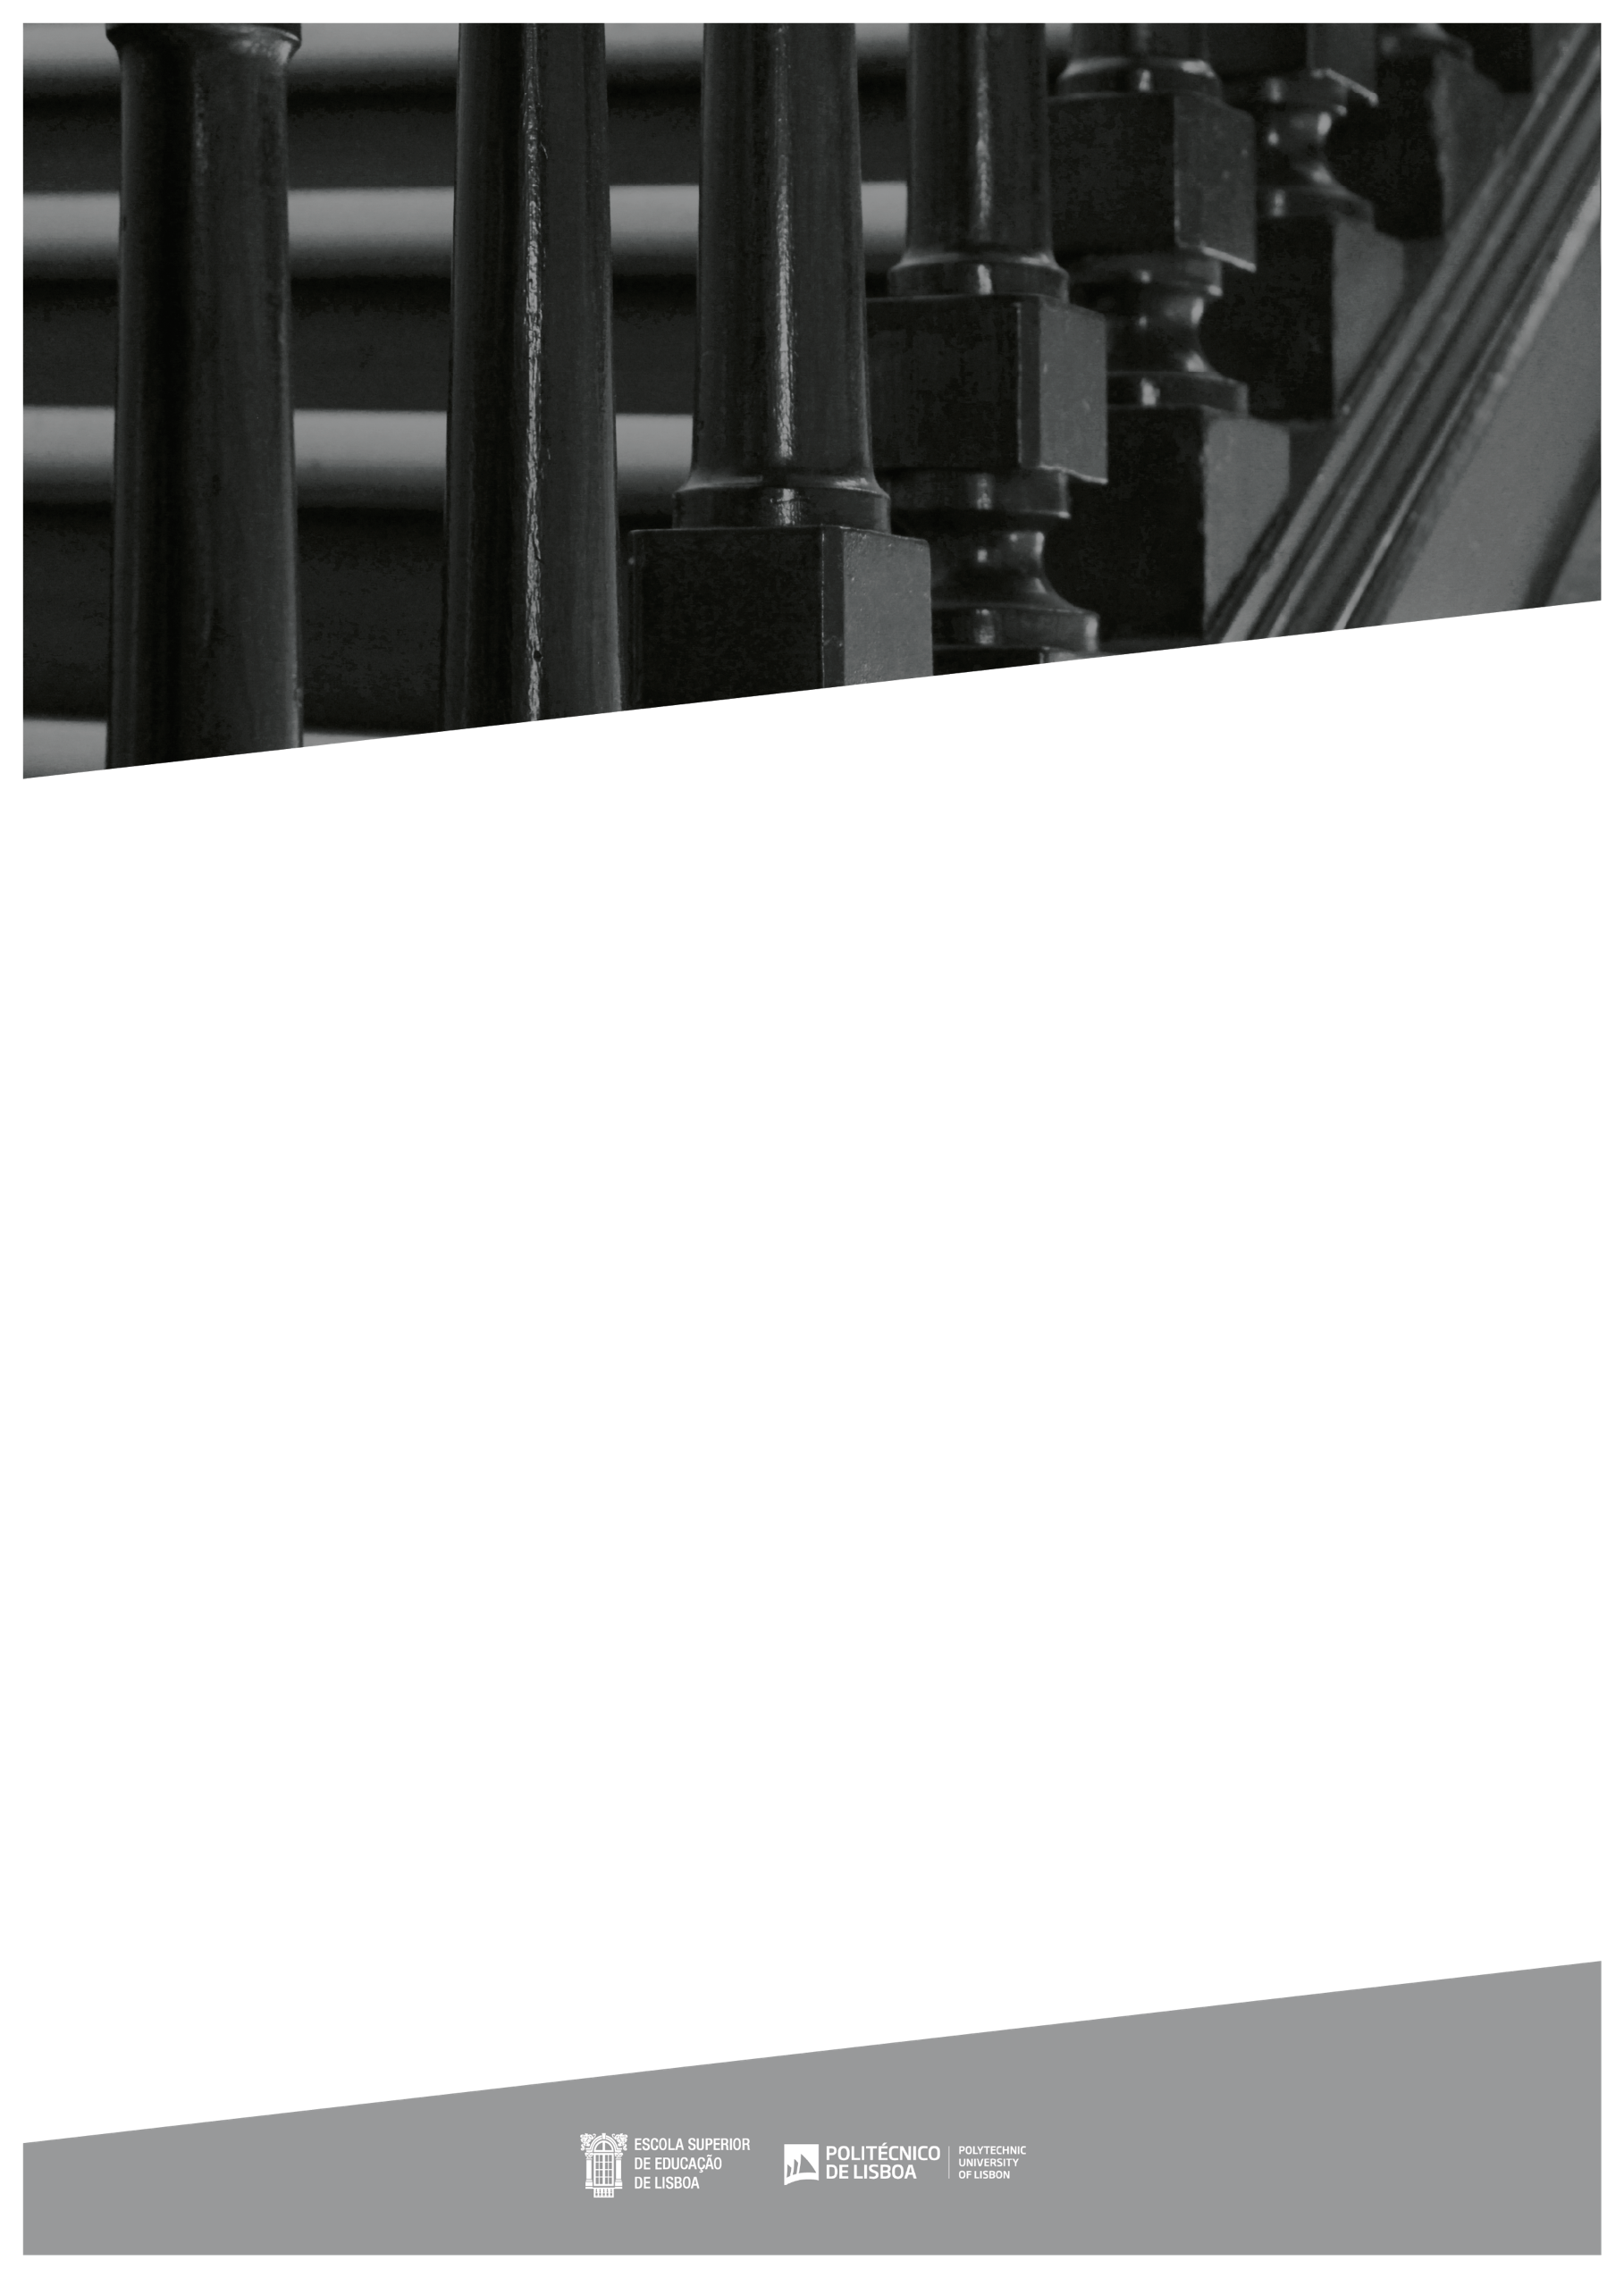 ESCOLA SUPERIOR
DE EDUCAÇÃO
DE LISBOA
POLITÉCNICO
DE LISBOA
POLYTECHNIC
UNIVERSITY
OF LISBON